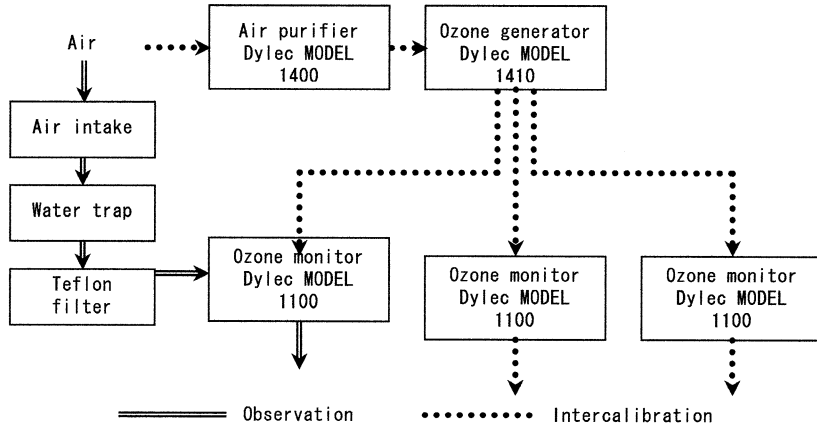 Air
Air purifier
Dylec MODEL
1400
Ozone generator
Dylec MODEL
1410
Air intake
Water trap
Teflon
filter
Ozone monitor
Dylec MODEL
1100
Ozone monitor
Dylec MODEL
1100
Ozone monitor
Dylec MODEL
1100
Observation
Intercalibration